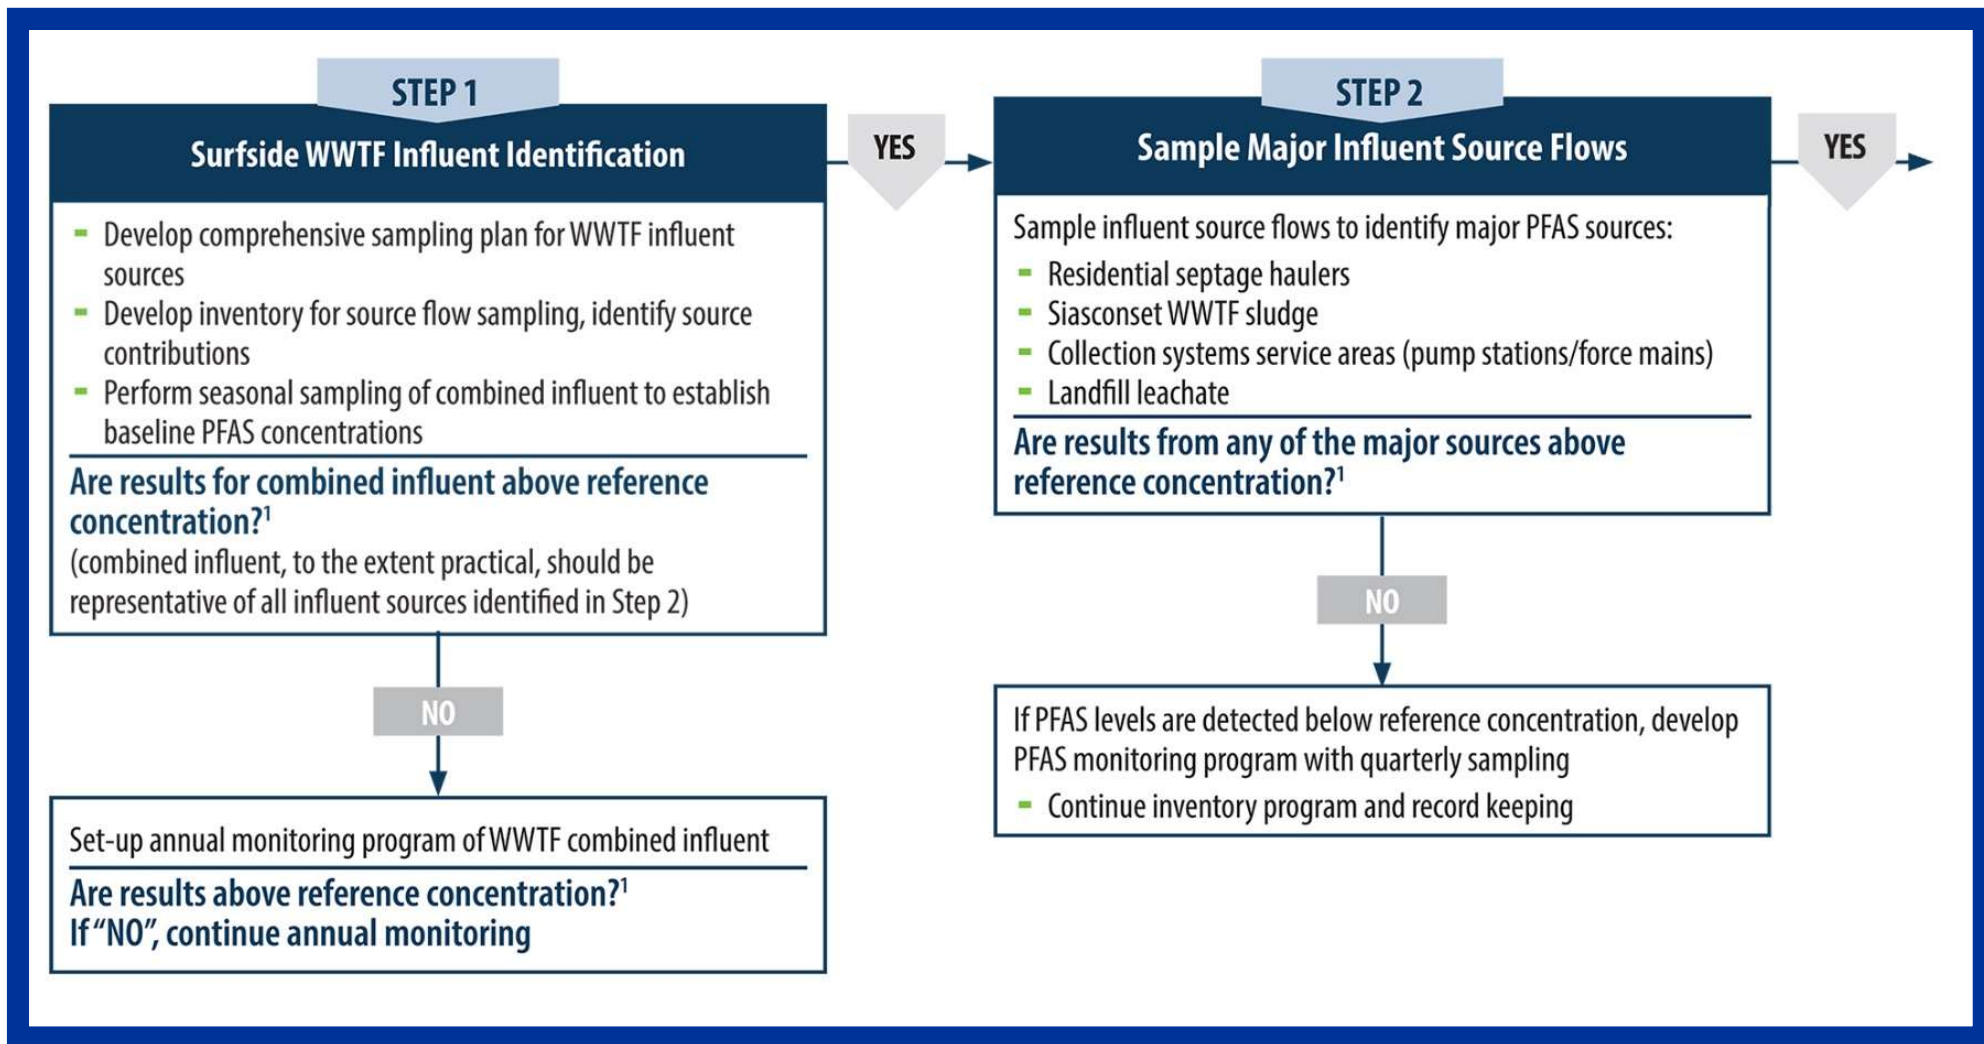 STEP 1
Surfside WWTF Influent Identification
- Develop comprehensive sampling plan for WWTF influent
sources
- Develop inventory for source flow sampling, identify source
contributions
- Perform seasonal sampling of combined influent to establish
baseline PFAS concentrations
Are results for combined influent above reference
concentration?¹
(combined influent, to the extent practical, should be
representative of all influent sources identified in Step 2)
NO
Set-up annual monitoring program of WWTF combined influent
Are results above reference concentration?¹
If “NO”, continue annual monitoring
YES
STEP 2
Sample Major Influent Source Flows
Sample influent source flows to identify major PFAS sources:
- Residential septage haulers
- Siasconset WWTF sludge
- Collection systems service areas (pump stations/force mains)
- Landfill leachate
Are results from any of the major sources above
reference concentration?¹
NO
If PFAS levels are detected below reference concentration, develop
PFAS monitoring program with quarterly sampling
- Continue inventory program and record keeping
YES